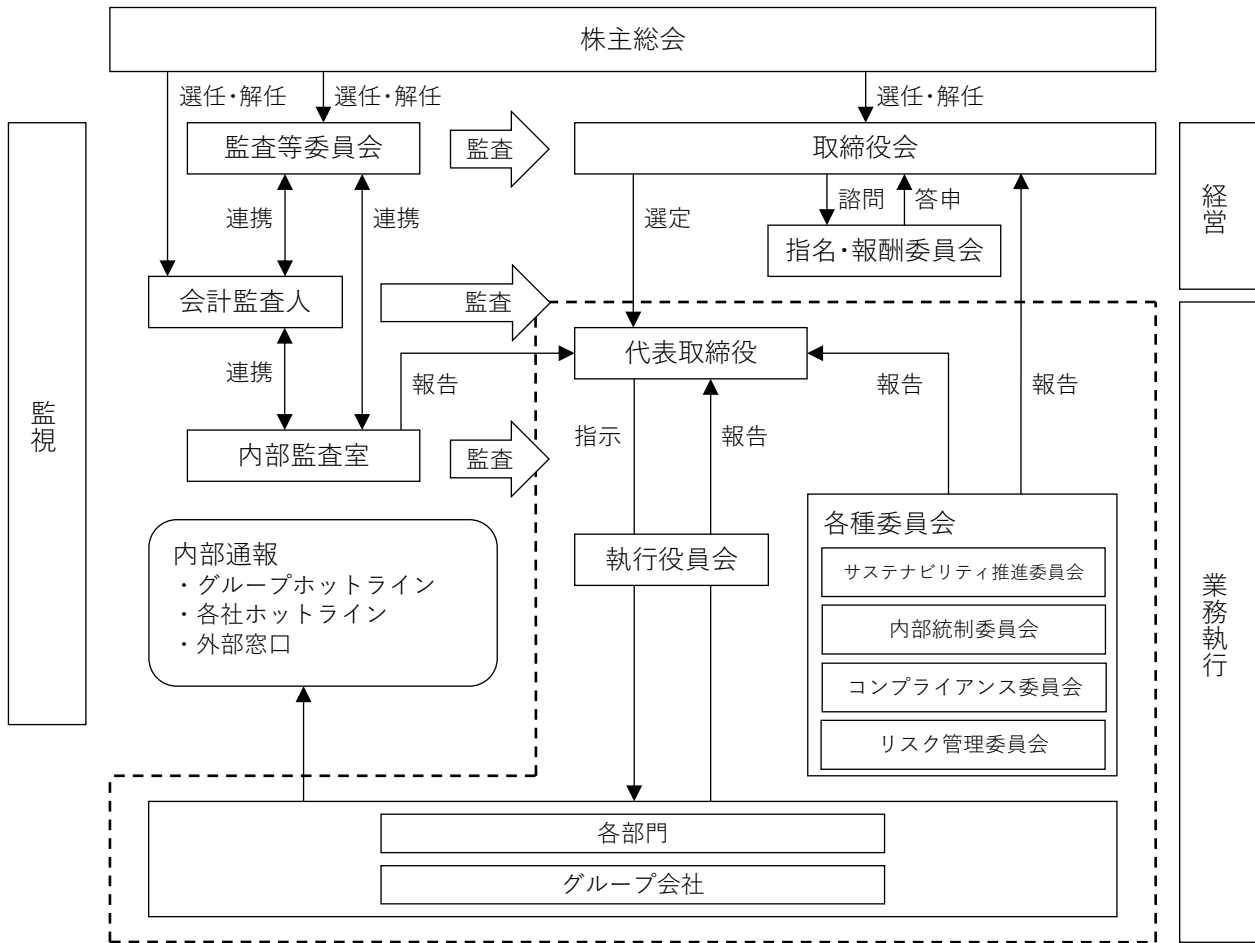 株主総会
選任・解任
選任・解任
選任・解任
監視
監査等委員会
監査
取締役会
経営
連携
連携
選定
諮問
答申
指名・報酬委員会
会計監査人
監査
代表取締役
連携
報告
報告
報告
内部監査室
監査
指示
報告
業務執行
内部通報
・グループホットライン
・各社ホットライン
・外部窓口
執行役員会
各種委員会
サステナビリティ推進委員会
内部統制委員会
コンプライアンス委員会
リスク管理委員会
各部門
グループ会社